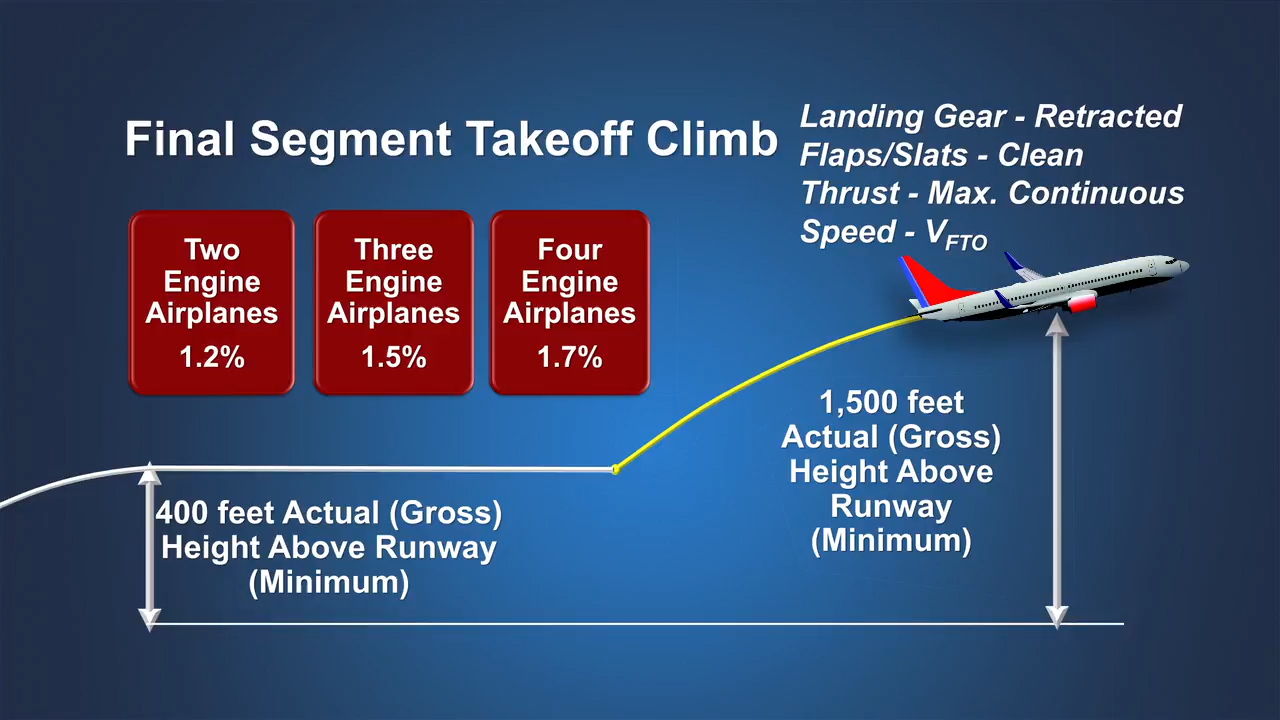 Final Segment Takeoff Climb
Landing Gear - Retracted
Flaps/Slats - Clean
Thrust - Max. Continuous
Speed - VFTO
Two
Engine
Airplanes
1.2%
Three
Engine
Airplanes
1.5%
Four
Engine
Airplanes
1.7%
400 feet Actual (Gross)
Height Above Runway
(Minimum)
1,500 feet
Actual (Gross)
Height Above
Runway
(Minimum)